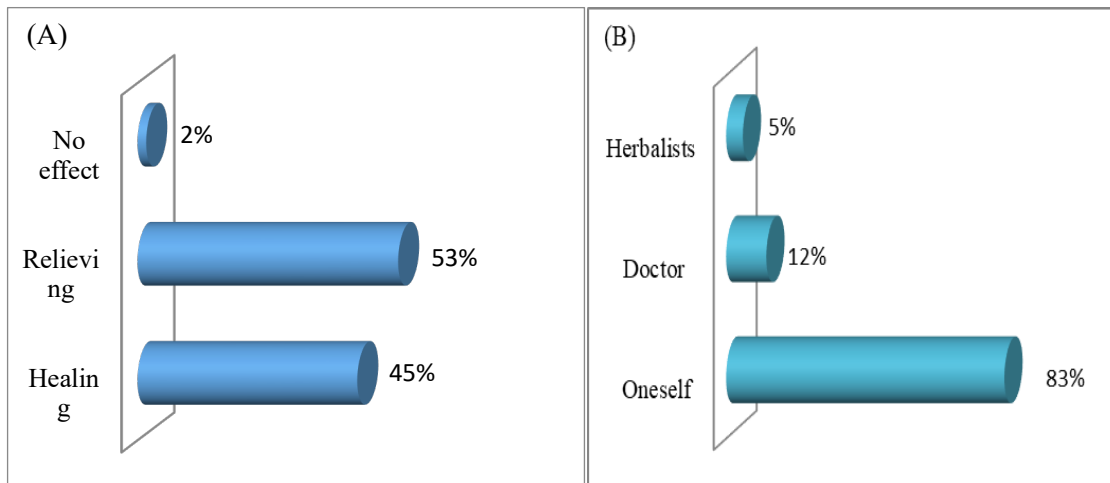 (A)
No
effect
2%
Relievi
ng
53%
Healin
g
45%
(B)
Herbalists
5%
Doctor
12%
Oneself
83%